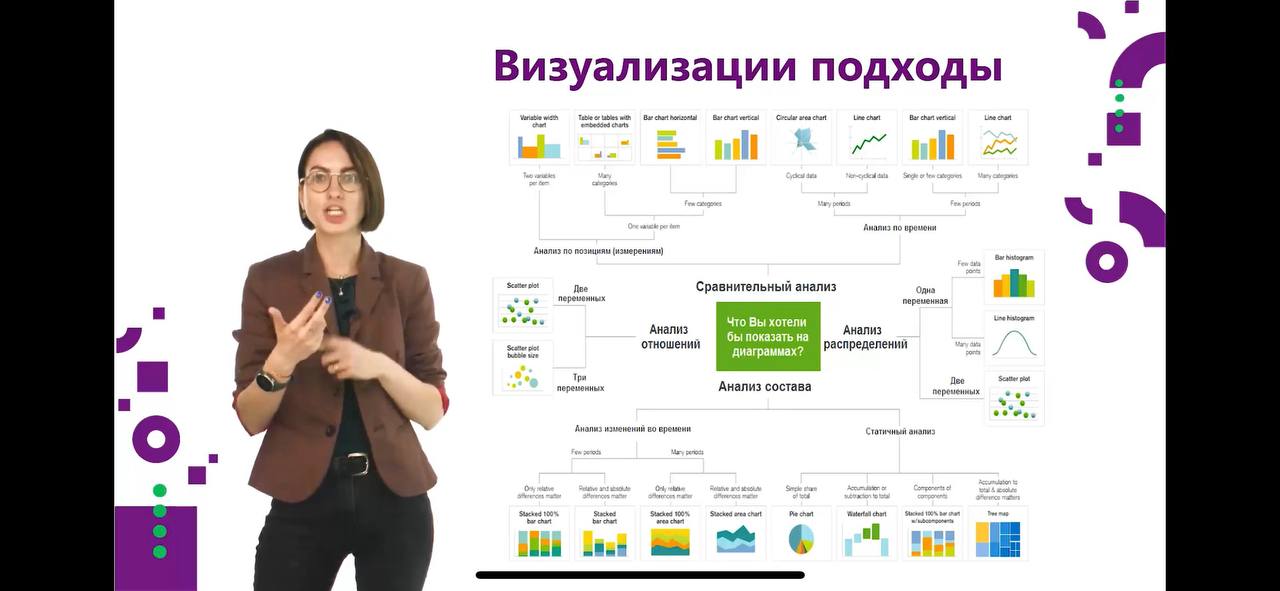 Визуализации подходы
Variable width
chart
Table or tables with
embedded charts
Bar chart horizontal
Bar chart vertical
Circular area chart
Line chart
Bar chart vertical
Line chart
Two variables
per item
Many
categories
Cyclical data
Non-cyclical data
Single or few categories
Many categories
Few categories
Many periods
Few periods
One variable per item
Анализ по времени
Анализ по позициям (измерениям)
Сравнительный анализ
Scatter plot
Две
переменных
Scatter plot
bubble size
Три
переменных
Анализ
отношений
Что Вы хотели
бы показать на
диаграммах?
Анализ
распределений
Одна
переменная
Few data
points
Bar histogram
Many data
points
Line histogram
Две
переменных
Scatter plot
Анализ состава
Анализ изменений во времени
Статичный анализ
Few periods
Many periods
Only relative
differences matter
Relative and absolute
differences matter
Only relative
differences matter
Relative and absolute
differences matter
Simple share
of total
Accumulation or
subtraction to total
Components of
components
Accumulation to
total & absolute
difference matters
Stacked 100%
bar chart
Stacked
bar chart
Stacked 100%
area chart
Stacked area chart
Pie chart
Waterfall chart
Stacked 100% bar chart
w/subcomponents
Tree map